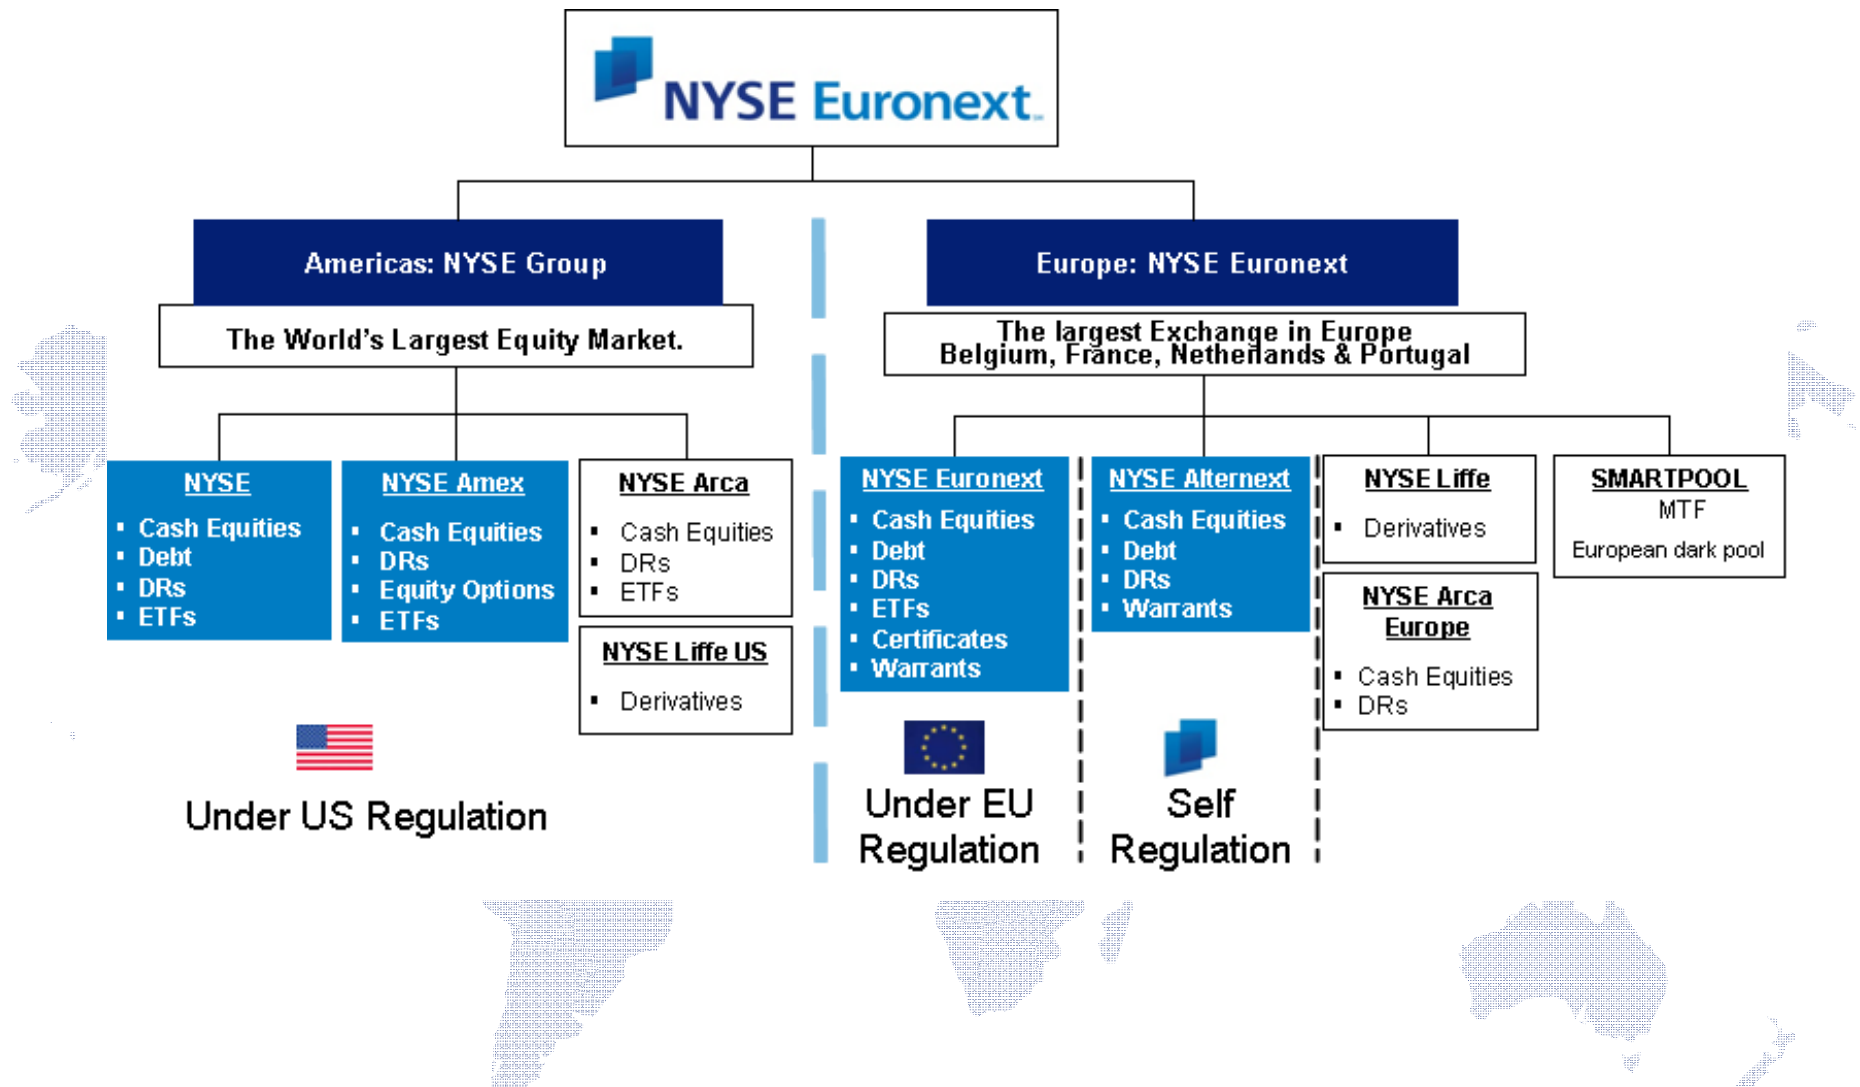 NYSE Euronext
Americas: NYSE Group
The World's Largest Equity Market.
NYSE
▪ Cash Equities
▪ Debt
▪ DRs
▪ ETFs
NYSE Amex
▪ Cash Equities
▪ DRs
▪ Equity Options
▪ ETFs
NYSE Arca
▪ Cash Equities
▪ DRs
▪ ETFs
NYSE Liffe US
▪ Derivatives
Under US Regulation
Europe: NYSE Euronext
The largest Exchange in Europe
Belgium, France, Netherlands & Portugal
NYSE Euronext
▪ Cash Equities
▪ Debt
▪ DRs
▪ ETFs
▪ Certificates
▪ Warrants
Under EU
Regulation
NYSE Alternext
▪ Cash Equities
▪ Debt
▪ DRs
▪ Warrants
Self
Regulation
NYSE Liffe
▪ Derivatives
NYSE Arca
Europe
▪ Cash Equities
▪ DRs
SMARTPOOL
MTF
European dark pool